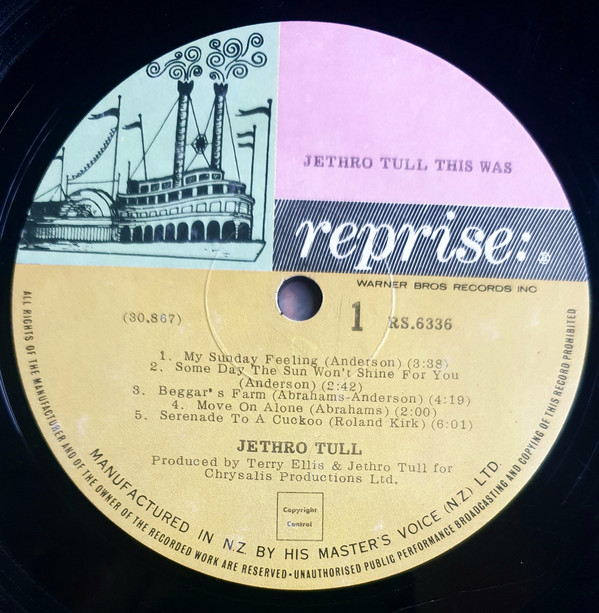 JETHRO TULL THIS WAS
reprise:®
WARNER BROS RECORDS INC
(30.867)
1
RS.6336
1. My Sunday Feeling (Anderson) (3:38)
2. Some Day The Sun Won't Shine For You
(Anderson) (2:42)
3. Beggar's Farm (Abrahams-Anderson) (4:19)
4. Move On Alone (Abrahams) (2:00)
5. Serenade To A Cuckoo (Roland Kirk) (6:01)
JETHRO TULL
Produced by Terry Ellis & Jethro Tull for
Chrysalis Productions Ltd.
Copyright
Control
MANUFACTURED IN N.Z. BY HIS MASTER'S VOICE (N.Z.) LTD.
ALL RIGHTS OF THE MANUFACTURER AND OF THE OWNER OF THE RECORDED WORK ARE RESERVED • UNAUTHORISED PUBLIC PERFORMANCE BROADCASTING AND COPYING OF THIS RECORD PROHIBITED